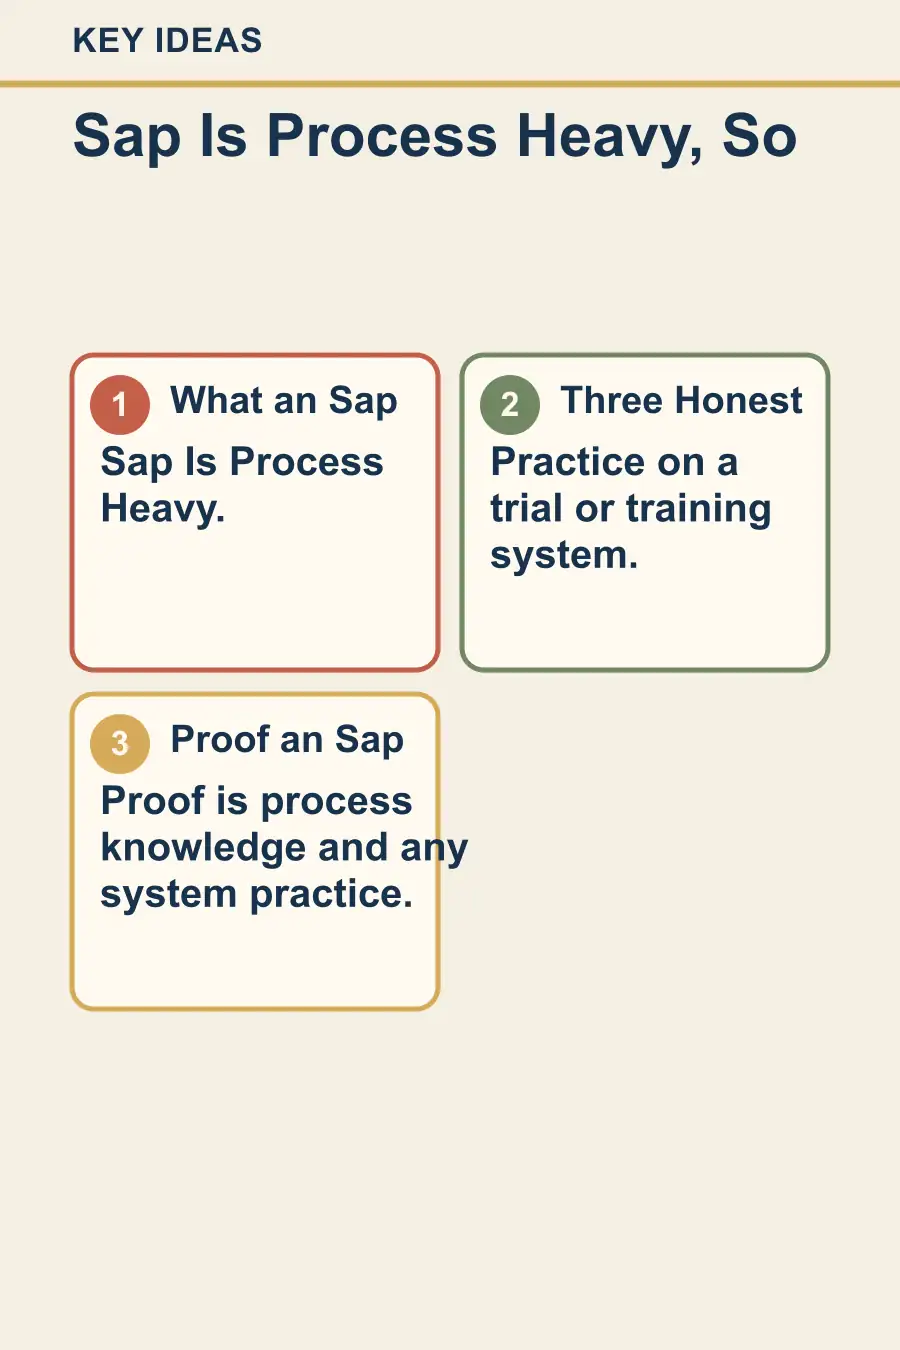 KEY IDEAS
Sap Is Process Heavy, So
1
What an Sap
Sap Is Process
Heavy.
2
Three Honest
Practice on a
trial or training
system.
3
Proof an Sap
Proof is process
knowledge and any
system practice.